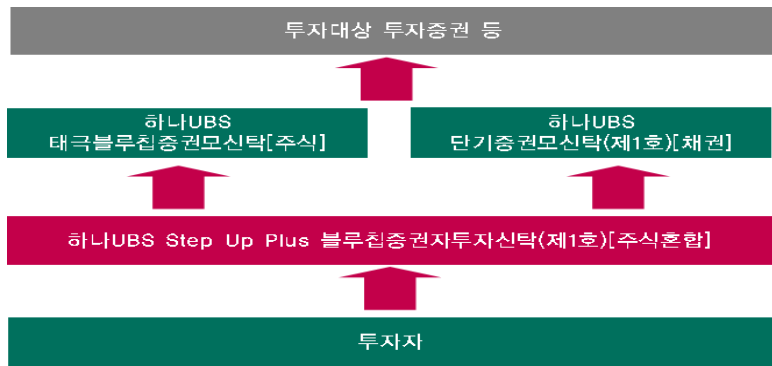 투자대상 투자증권 등
하나UBS
태극블루칩증권모신탁[주식]
하나UBS
단기증권모신탁(제1호)[채권]
하나UBS Step Up Plus 블루칩증권자투자신탁(제1호)[주식혼합]
투자자